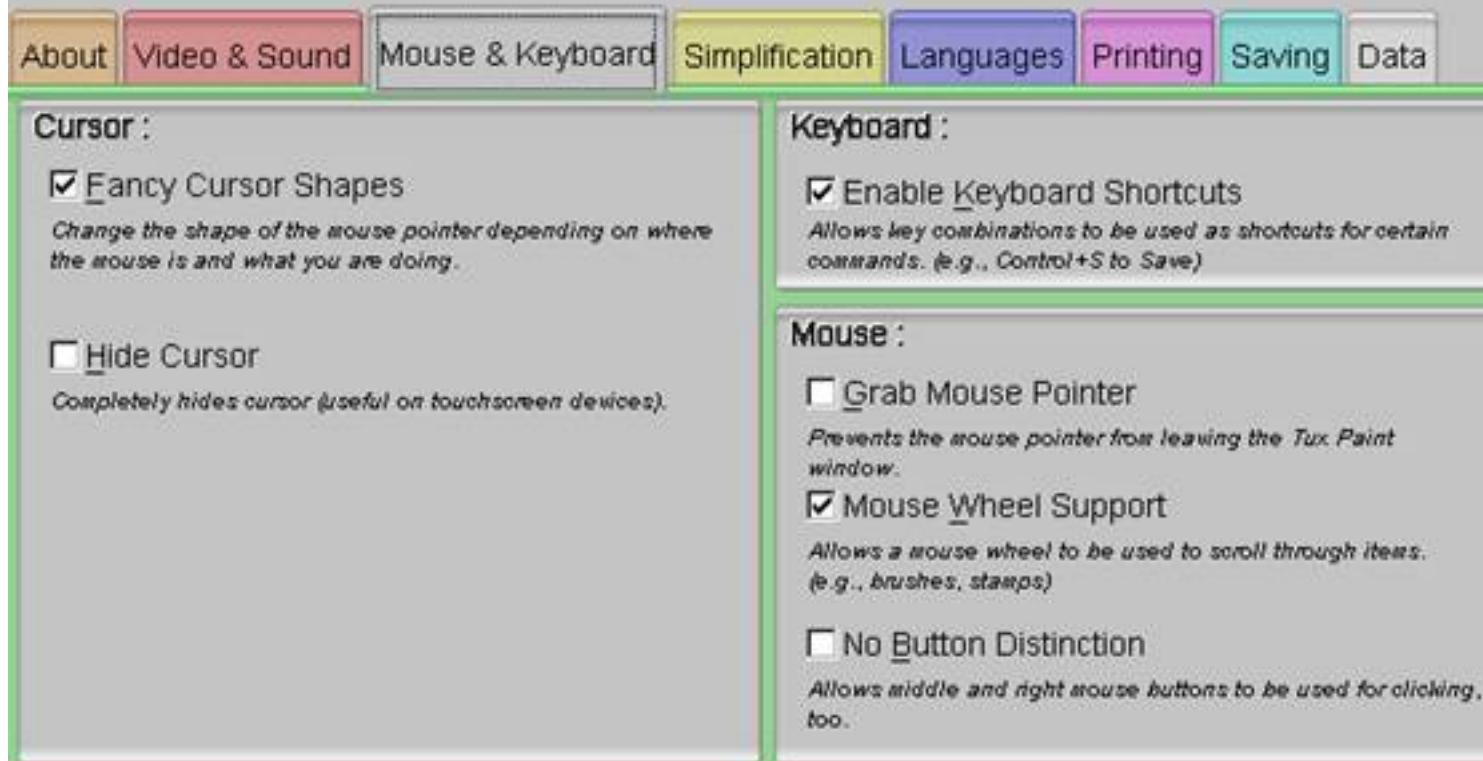 About Video & Sound Mouse & Keyboard Simplification Languages Printing Saving Data
Cursor :
Fancy Cursor Shapes
Change the shape of the mouse pointer depending on where
the mouse is and what you are doing.
Hide Cursor
Completely hides cursor (useful on touchscreen devices).
Keyboard :
Enable Keyboard Shortcuts
Allows key combinations to be used as shortcuts for certain
commands. (e.g., Control+S to Save)
Mouse :
Grab Mouse Pointer
Prevents the mouse pointer from leaving the Tux Paint
window.
Mouse Wheel Support
Allows a mouse wheel to be used to scroll through items.
(e.g., brushes, stamps)
No Button Distinction
Allows middle and right mouse buttons to be used for clicking,
too.